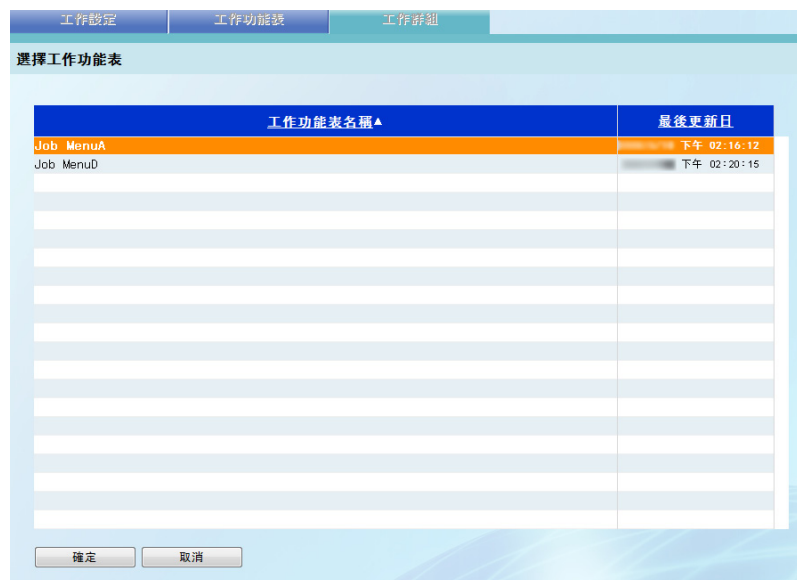 工作設定 工作功能表 工作群組
選擇工作功能表
工作功能表名稱▲ 最後更新日
Job MenuA 下午 02:16:12
Job MenuD 下午 02:20:15
確定 取消